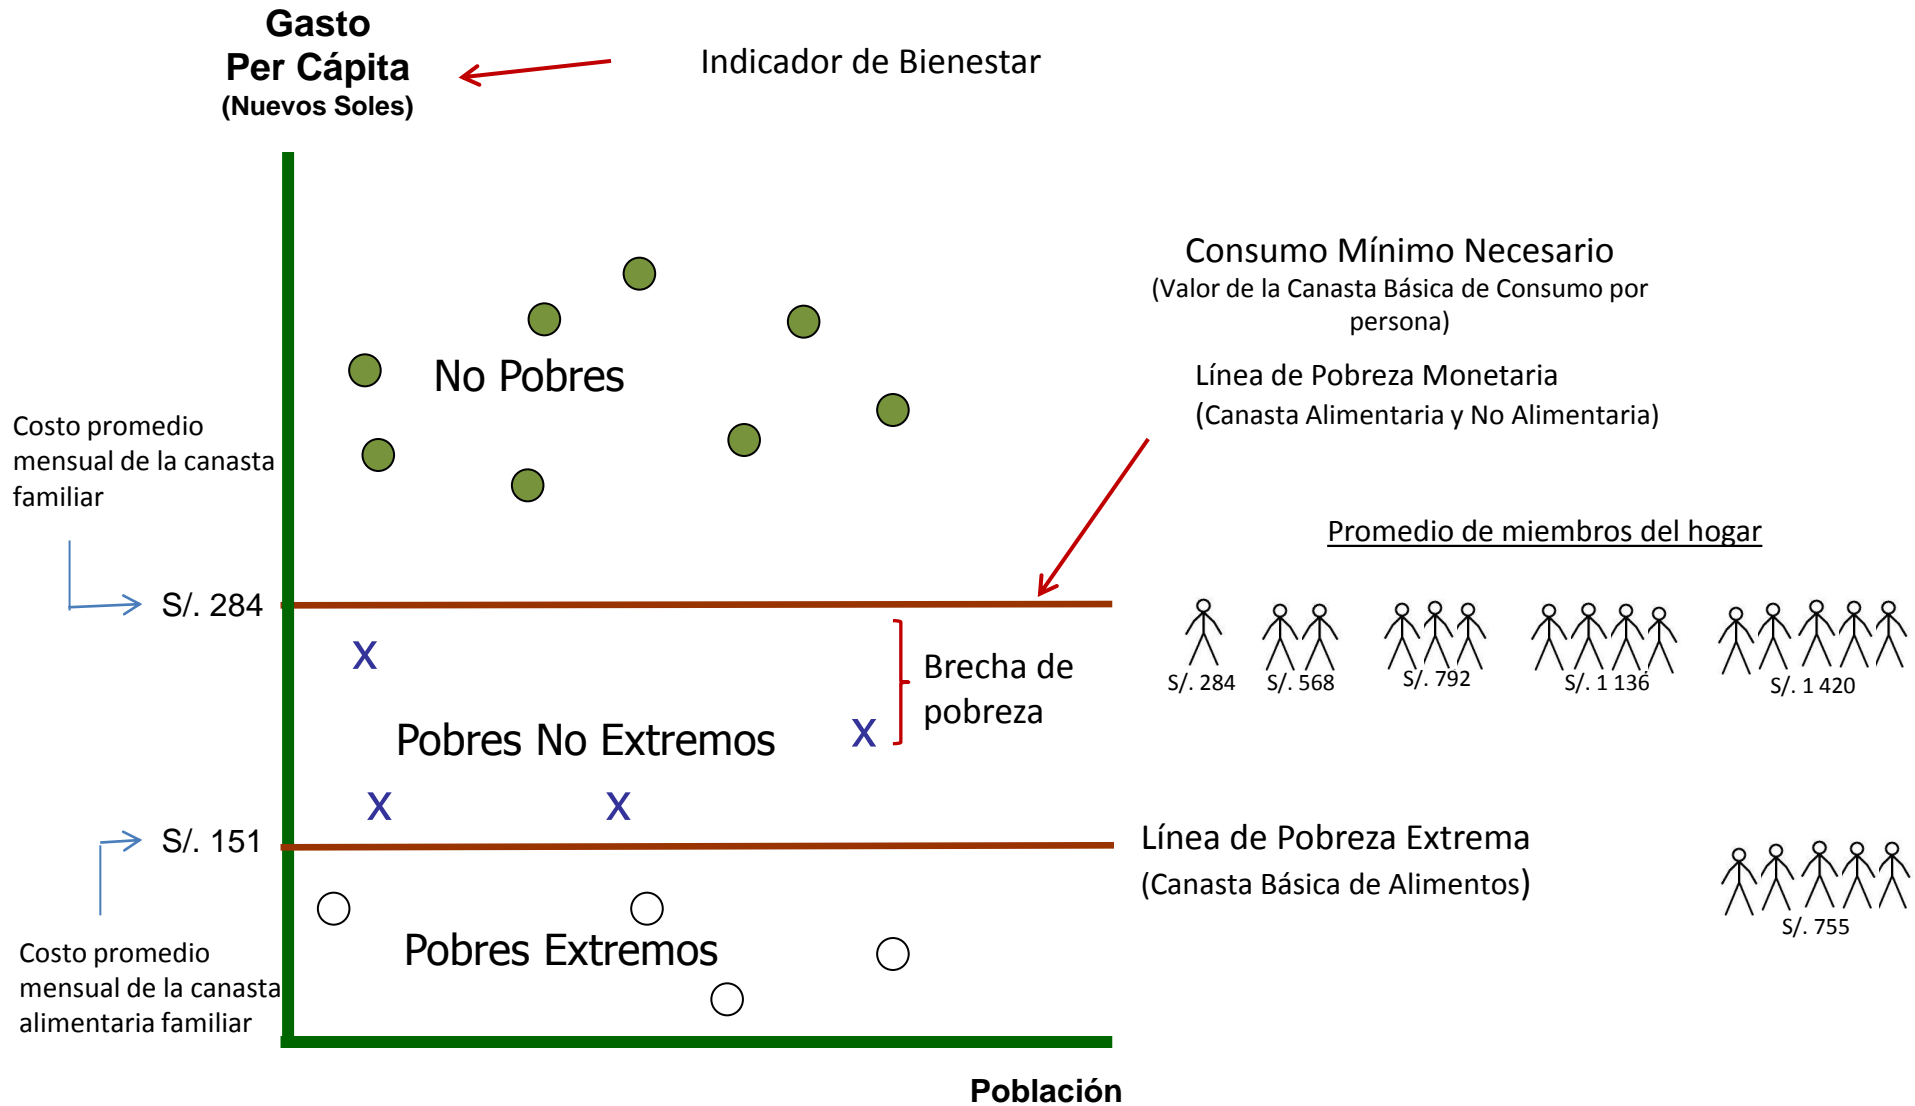 Gasto
Per Cápita
(Nuevos Soles)
Indicador de Bienestar
Consumo Mínimo Necesario
(Valor de la Canasta Básica de Consumo por
persona)
No Pobres
Línea de Pobreza Monetaria
(Canasta Alimentaria y No Alimentaria)
Costo promedio
mensual de la canasta
familiar
Promedio de miembros del hogar
S/. 284
X
Brecha de
pobreza
S/. 284
S/. 568
S/. 792
S/. 1 136
S/. 1 420
Pobres No Extremos
X
X
X
S/. 151
Línea de Pobreza Extrema
(Canasta Básica de Alimentos)
S/. 755
Pobres Extremos
Costo promedio
mensual de la canasta
alimentaria familiar
Población